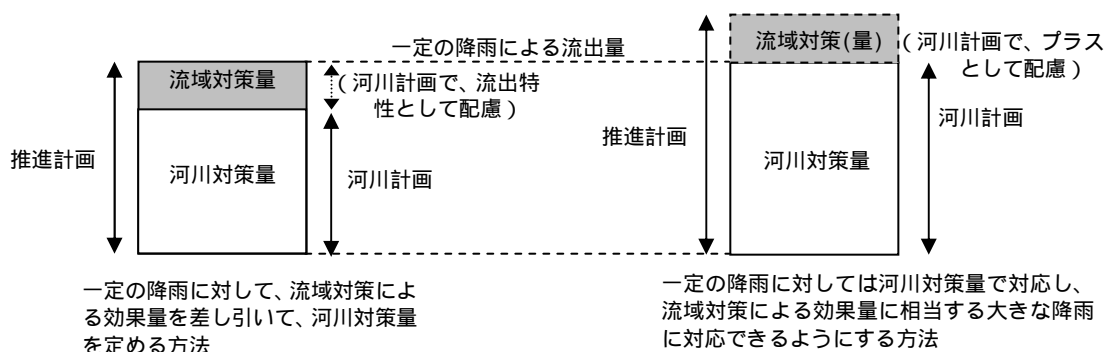 一定の降雨による流出量
流域対策量
(河川計画で、流出特
性として配慮)
推進計画
河川対策量
河川計画
一定の降雨に対して、流域対策によ
る効果量を差し引いて、河川対策量
を定める方法
流域対策(量)
(河川計画で、プラス
として配慮)
推進計画
河川対策量
河川計画
一定の降雨に対しては河川対策量で対応し、
流域対策による効果量に相当する大きな降雨
に対応できるようにする方法